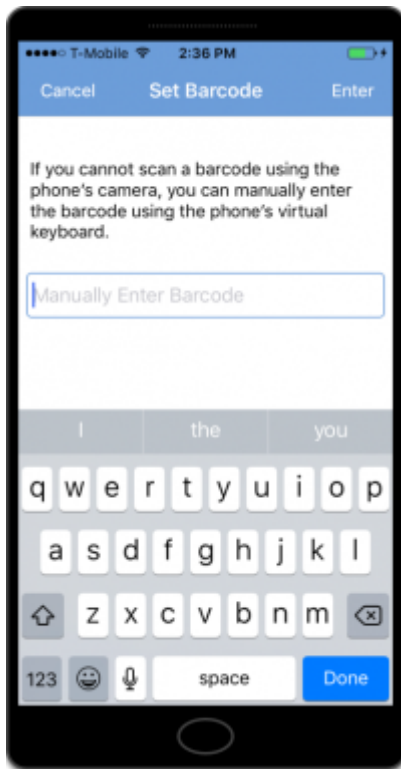 T-Mobile 2:36 PM
Cancel Set Barcode Enter
If you cannot scan a barcode using the
phone's camera, you can manually enter
the barcode using the phone's virtual
keyboard.
Manually Enter Barcode
I the you
q w e r t y u i o p
a s d f g h j k l
z x c v b n m
123 space Done